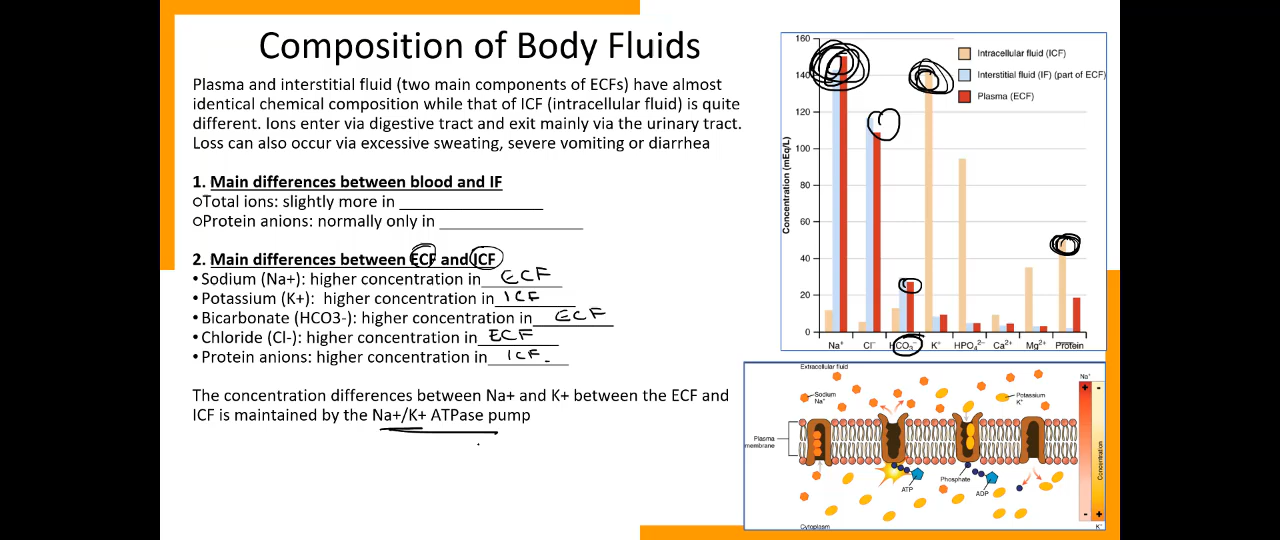 Composition of Body Fluids
Plasma and interstitial fluid (two main components of ECFs) have almost
identical chemical composition while that of ICF (intracellular fluid) is quite
different. Ions enter via digestive tract and exit mainly via the urinary tract.
Loss can also occur via excessive sweating, severe vomiting or diarrhea
1. Main differences between blood and IF
oTotal ions: slightly more in _______________
oProtein anions: normally only in _______________
2. Main differences between ECF and ICF
• Sodium (Na+): higher concentration in ECF
• Potassium (K+): higher concentration in ICF
• Bicarbonate (HCO3-): higher concentration in ECF
• Chloride (Cl-): higher concentration in ECF
• Protein anions: higher concentration in ICF
The concentration differences between Na+ and K+ between the ECF and
ICF is maintained by the Na+/K+ ATPase pump
Concentration (mEq/L)
160
140
120
100
80
60
40
20
0
Intracellular fluid (ICF)
Interstitial fluid (IF) (part of ECF)
Plasma (ECF)
Na⁺ Cl⁻ HCO₃⁻ K⁺ HPO₄²⁻ Ca²⁺ Mg²⁺ Protein
Extracellular fluid
Sodium
Na⁺
Potassium
K⁺
Plasma
membrane
ATP
Phosphate
ADP
Cytoplasm
Na⁺
+ -
Concentration
- +
K⁺